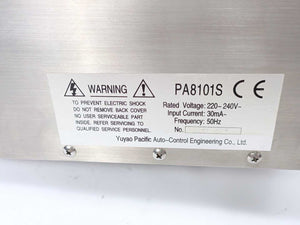 WARNING
TO PREVENT ELECTRIC SHOCK
DO NOT REMOVE BACK COVER
NO USER SERVICEABLE PART
INSIDE. REFER SERVICING TO
QUALIFIED SERVICE PERSONNEL.
PA8101S CE
Rated Voltage: 220-240V~
Input Current: 30mA~
Frequency: 50Hz
No.
Yuyao Pacific Auto-Control Engineering Co., Ltd.